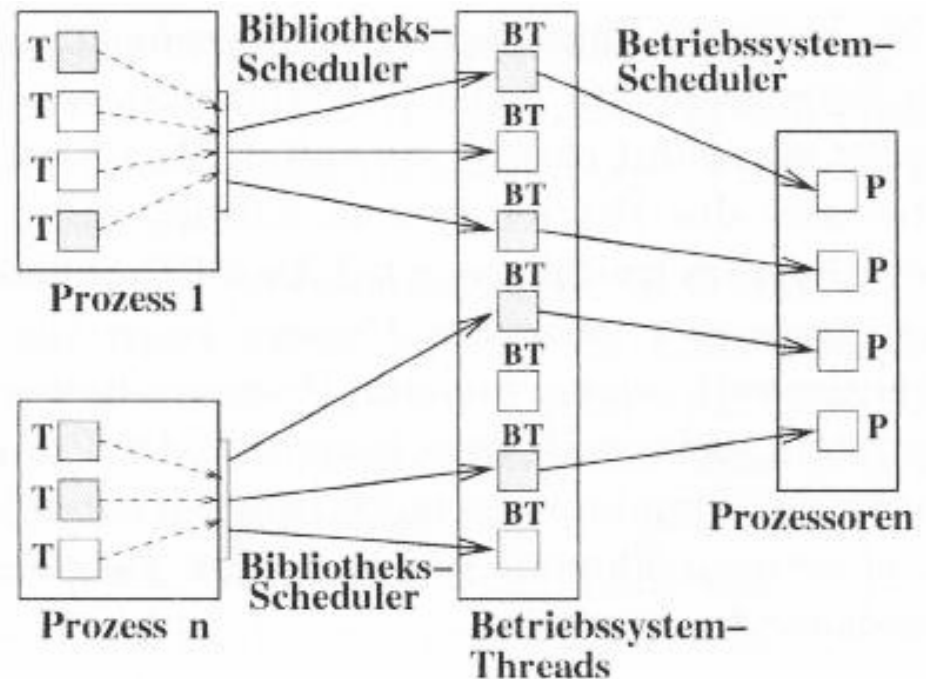 T
T
T
T
Prozess 1
Bibliotheks–
Scheduler
T
T
T
Prozess n
Bibliotheks–
Scheduler
BT
BT
BT
BT
BT
BT
BT
Betriebssystem–
Threads
Betriebssystem–
Scheduler
P
P
P
P
Prozessoren